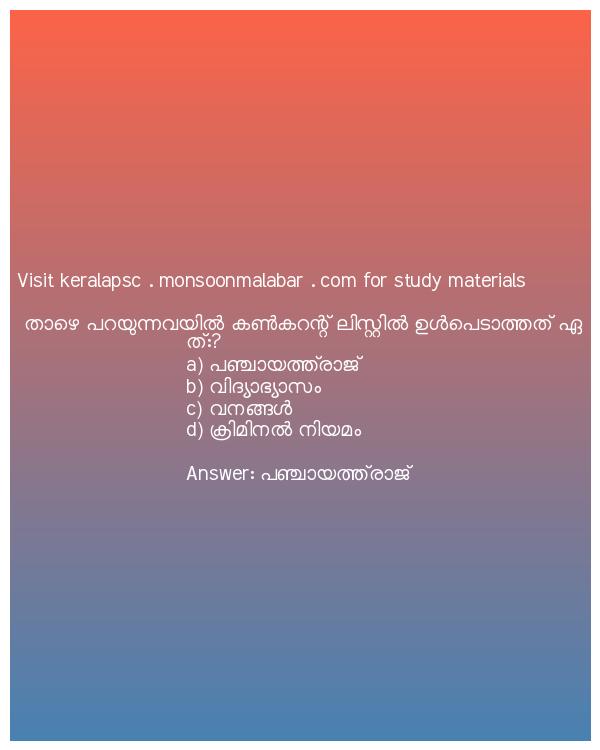 Visit keralapsc . monsoonmalabar . com for study materials
താഴെ പറയുന്നവയിൽ കൺകറന്റ് ലിസ്റ്റിൽ ഉൾപെടാത്തത് ഏ
ത്:?
a) പഞ്ചായത്ത്‌രാജ്
b) വിദ്യാഭ്യാസം
c) വനങ്ങൾ
d) ക്രിമിനൽ നിയമം
Answer: പഞ്ചായത്ത്‌രാജ്